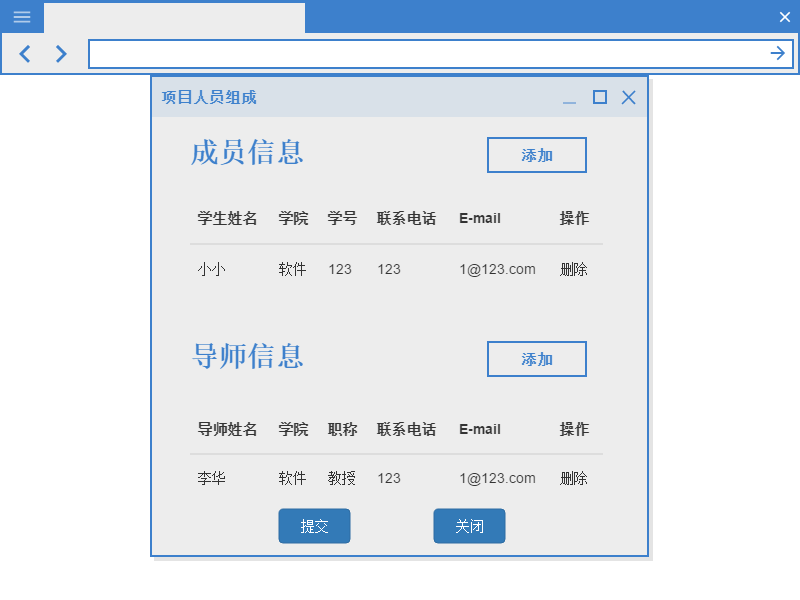 项目人员组成
成员信息 添加
学生姓名 学院 学号 联系电话 E-mail 操作
小小 软件 123 123 1@123.com 删除
导师信息 添加
导师姓名 学院 职称 联系电话 E-mail 操作
李华 软件 教授 123 1@123.com 删除
提交 关闭